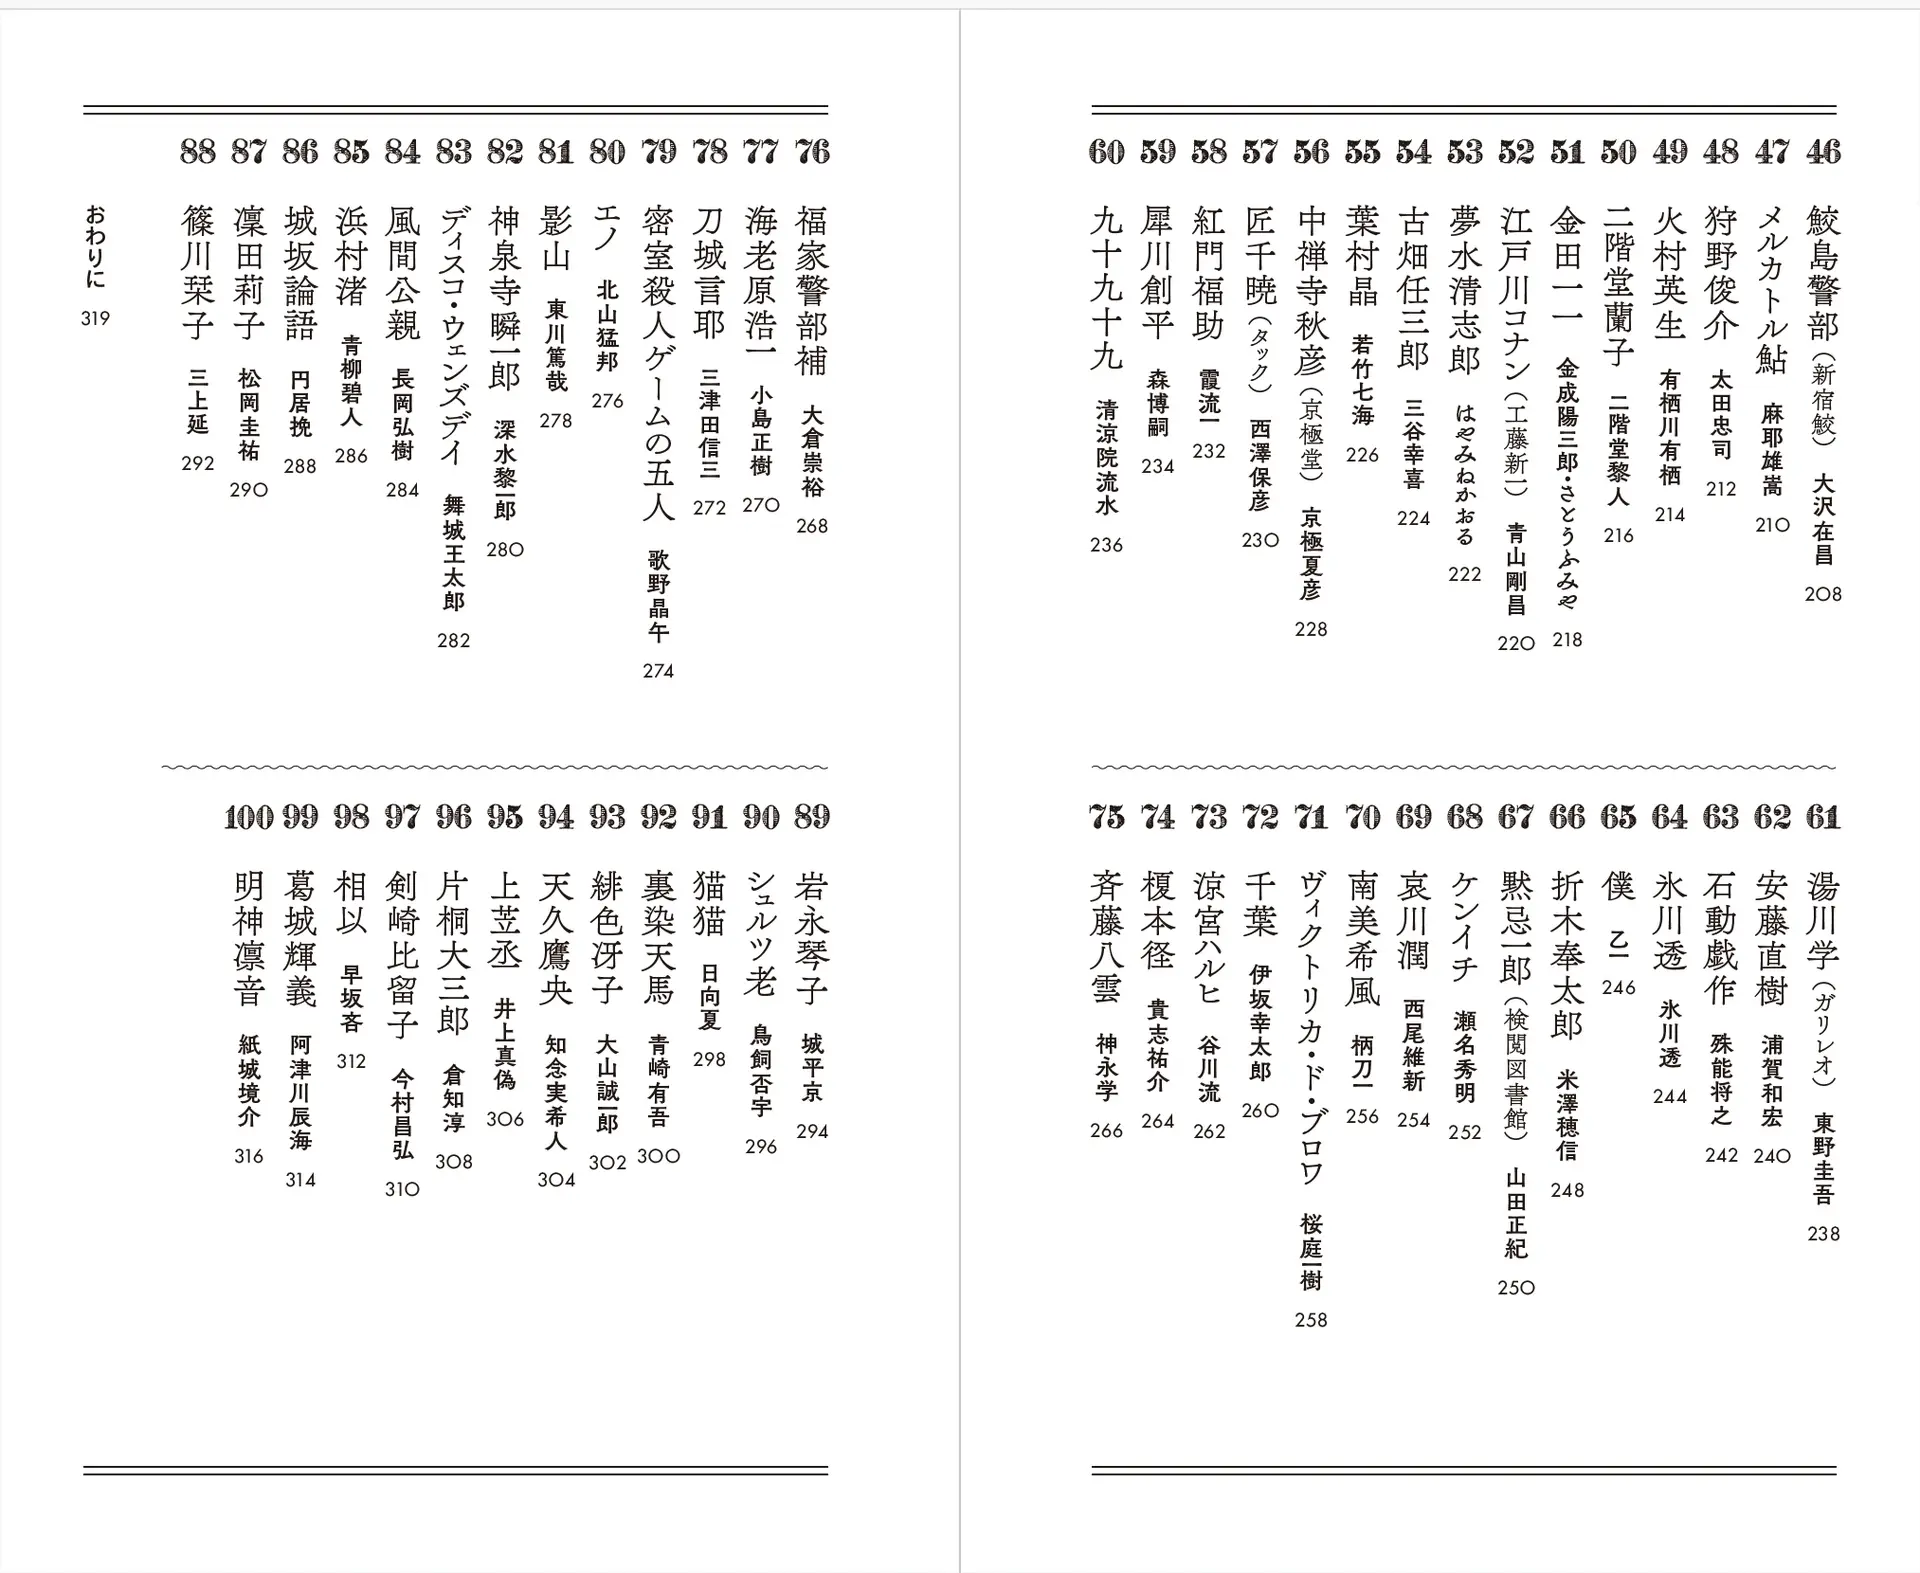 46 鮫島警部（新宿鮫） 大沢在昌 208
47 メルカトル鮎 麻耶雄嵩 210
48 狩野俊介 太田忠司 212
49 火村英生 有栖川有栖 214
50 二階堂蘭子 二階堂黎人 216
51 金田一一 金成陽三郎・さとうふみや 218
52 江戸川コナン（工藤新一） 青山剛昌 220
53 夢水清志郎 はやみねかおる 222
54 古畑任三郎 三谷幸喜 224
55 葉村晶 若竹七海 226
56 中禅寺秋彦（京極堂） 京極夏彦 228
57 匠千暁（タック） 西澤保彦 230
58 紅門福助 霞流一 232
59 犀川創平 森博嗣 234
60 九十九十九 清涼院流水 236
61 湯川学（ガリレオ） 東野圭吾 238
62 安藤直樹 浦賀和宏 240
63 石動戯作 殊能将之 242
64 氷川透 氷川透 244
65 僕 乙一 246
66 折木奉太郎 米澤穂信 248
67 黙忌一郎（検閲図書館） 山田正紀 250
68 ケンイチ 瀬名秀明 252
69 哀川潤 西尾維新 254
70 南美希風 柄刀一 256
71 ヴィクトリカ・ド・ブロワ 桜庭一樹 258
72 千葉 伊坂幸太郎 260
73 涼宮ハルヒ 谷川流 262
74 榎本径 貴志祐介 264
75 斉藤八雲 神永学 266
76 福家警部補 大倉崇裕 268
77 海老原浩一 小島正樹 270
78 刀城言耶 三津田信三 272
79 密室殺人ゲームの五人 歌野晶午 274
80 エノ 北山猛邦 276
81 影山 東川篤哉 278
82 神泉寺瞬一郎 深水黎一郎 280
83 ディスコ・ウェンズデイ 舞城王太郎 282
84 風間公親 長岡弘樹 284
85 浜村渚 青柳碧人 286
86 城坂論語 円居挽 288
87 凜田莉子 松岡圭祐 290
88 篠川栞子 三上延 292
おわりに 319
89 岩永琴子 城平京 294
90 シュルツ老 鳥飼否宇 296
91 猫猫 日向夏 298
92 裏染天馬 青崎有吾 300
93 緋色冴子 大山誠一郎 302
94 天久鷹央 知念実希人 304
95 上苙丞 井上真偽 306
96 片桐大三郎 倉知淳 308
97 剣崎比留子 今村昌弘 310
98 相以 早坂吝 312
99 葛城輝義 阿津川辰海 314
100 明神凛音 紙城境介 316